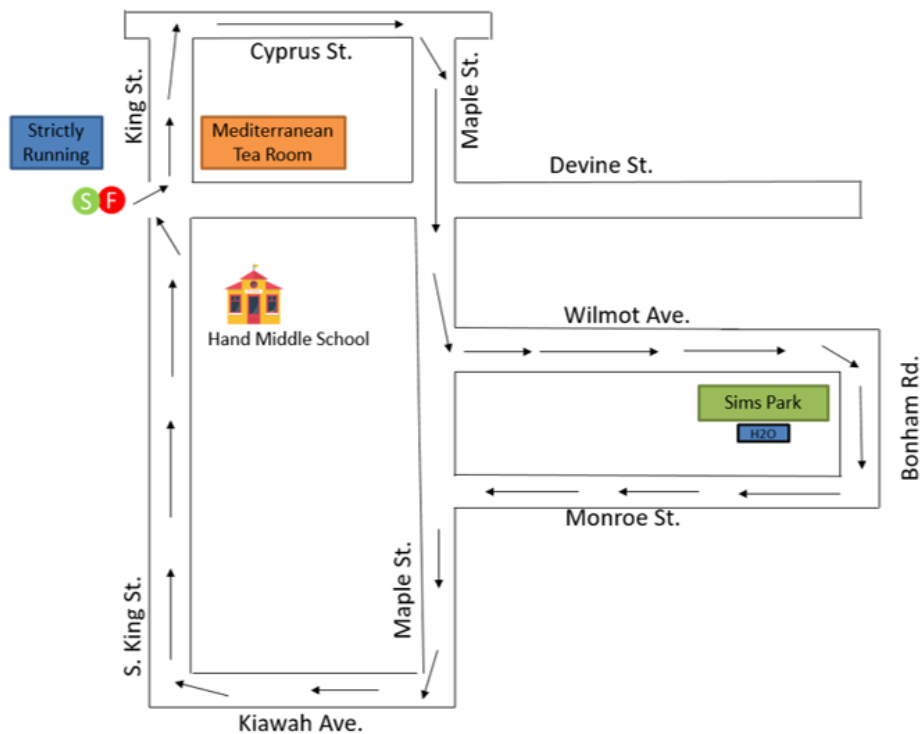 Cyprus St.
King St.
Maple St.
Strictly
Running
Mediterranean
Tea Room
Devine St.
S
F
Hand Middle School
Wilmot Ave.
Sims Park
H2O
Bonham Rd.
Monroe St.
S. King St.
Maple St.
Kiawah Ave.